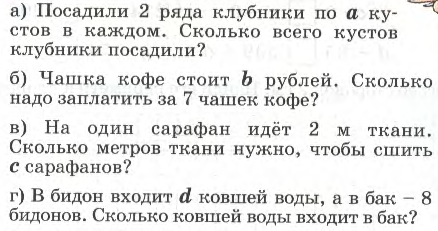 а) Посадили 2 ряда клубники по a ку-
стов в каждом. Сколько всего кустов
клубники посадили?
б) Чашка кофе стоит b рублей. Сколько
надо заплатить за 7 чашек кофе?
в) На один сарафан идёт 2 м ткани.
Сколько метров ткани нужно, чтобы сшить
c сарафанов?
г) В бидон входит d ковшей воды, а в бак – 8
бидонов. Сколько ковшей воды входит в бак?